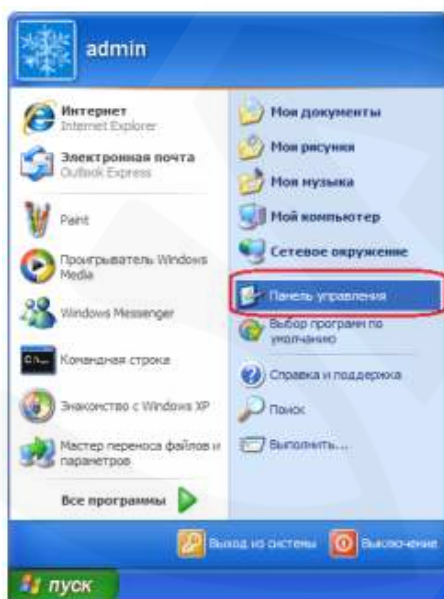 admin
Интернет
Internet Explorer
Электронная почта
Outlook Express
Paint
Проигрыватель Windows
Media
Windows Messenger
Командная строка
Знакомство с Windows XP
Мастер переноса файлов и
параметров
Все программы
Мои документы
Мои рисунки
Моя музыка
Мой компьютер
Сетевое окружение
Панель управления
Выбор программ по
умолчанию
Справка и поддержка
Поиск
Выполнить...
Выход из системы
Выключение
пуск